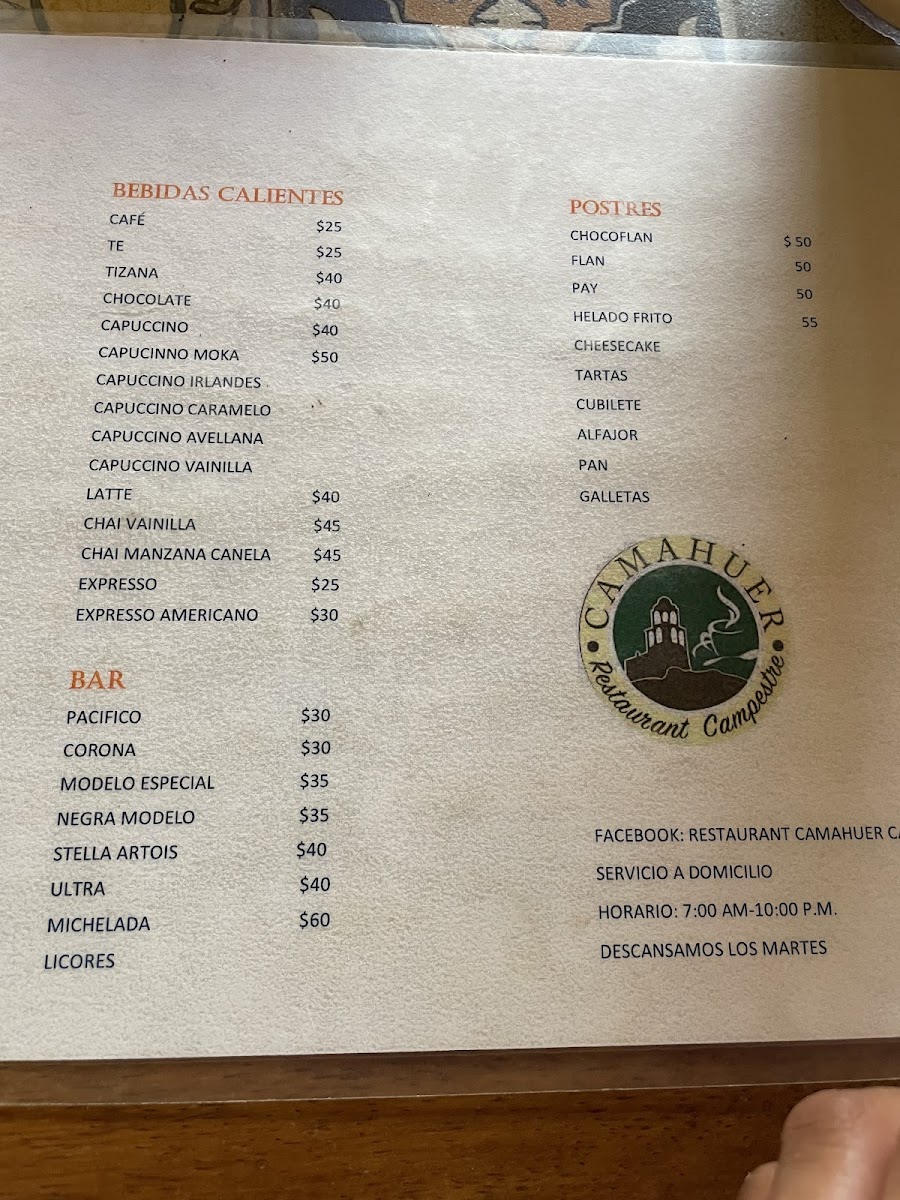 BEBIDAS CALIENTES
CAFÉ $25
TE $25
TIZANA $40
CHOCOLATE $40
CAPUCCINO $40
CAPUCINNO MOKA $50
CAPUCCINO IRLANDES
CAPUCCINO CARAMELO
CAPUCCINO AVELLANA
CAPUCCINO VAINILLA
LATTE $40
CHAI VAINILLA $45
CHAI MANZANA CANELA $45
EXPRESSO $25
EXPRESSO AMERICANO $30
BAR
PACIFICO $30
CORONA $30
MODELO ESPECIAL $35
NEGRA MODELO $35
STELLA ARTOIS $40
ULTRA $40
MICHELADA $60
LICORES
POSTRES
CHOCOFLAN $ 50
FLAN 50
PAY 50
HELADO FRITO 55
CHEESECAKE
TARTAS
CUBILETE
ALFAJOR
PAN
GALLETAS
CAMAHUER
Restaurant Campestre
FACEBOOK: RESTAURANT CAMAHUER
SERVICIO A DOMICILIO
HORARIO: 7:00 AM-10:00 P.M.
DESCANSAMOS LOS MARTES